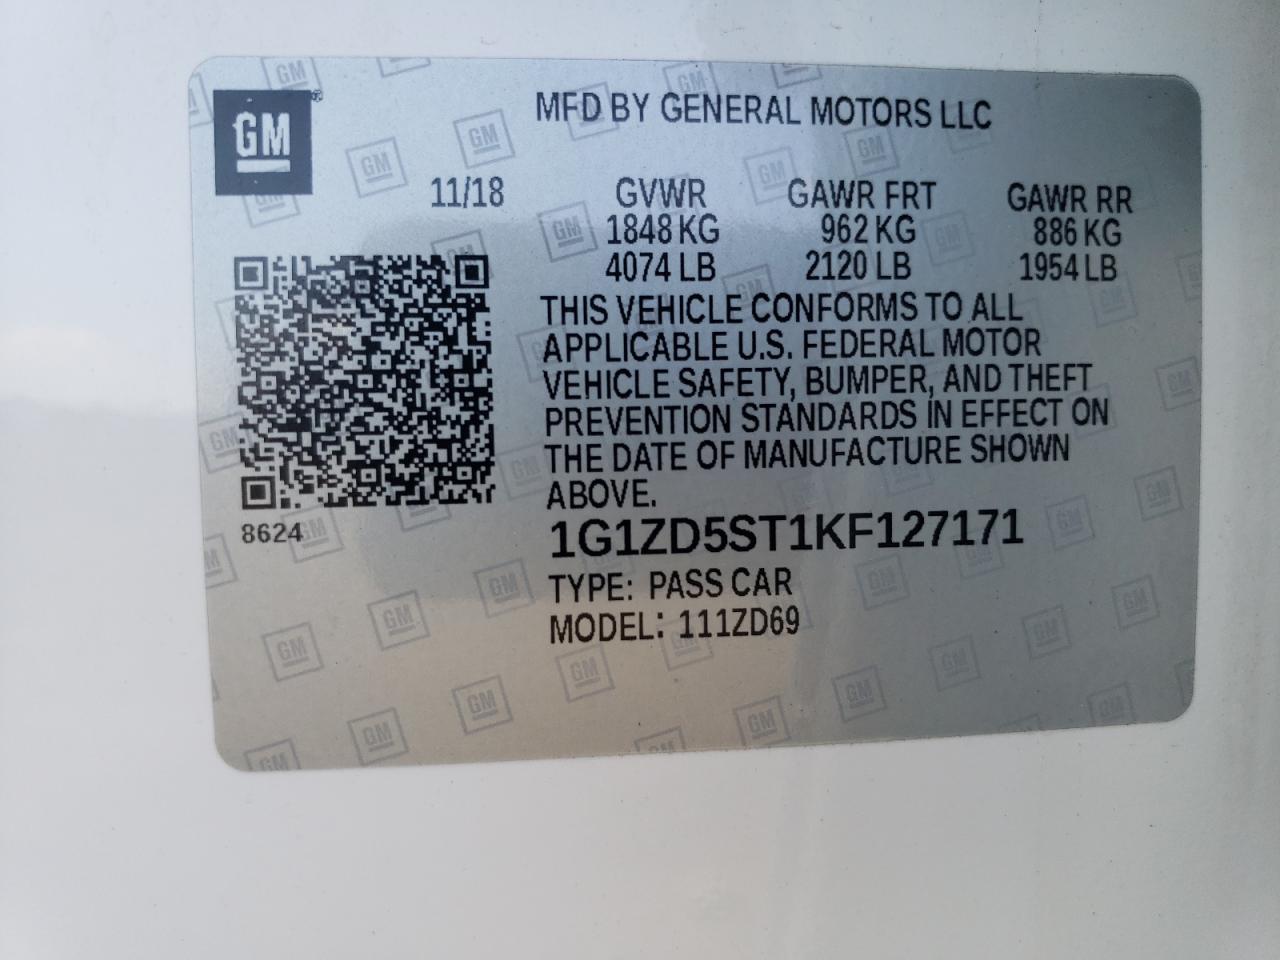 GM
MFD BY GENERAL MOTORS LLC
11/18 GVWR GAWR FRT GAWR RR
1848 KG 962 KG 886 KG
4074 LB 2120 LB 1954 LB
THIS VEHICLE CONFORMS TO ALL
APPLICABLE U.S. FEDERAL MOTOR
VEHICLE SAFETY, BUMPER, AND THEFT
PREVENTION STANDARDS IN EFFECT ON
THE DATE OF MANUFACTURE SHOWN
ABOVE.
8624
1G1ZD5ST1KF127171
TYPE: PASS CAR
MODEL: 111ZD69